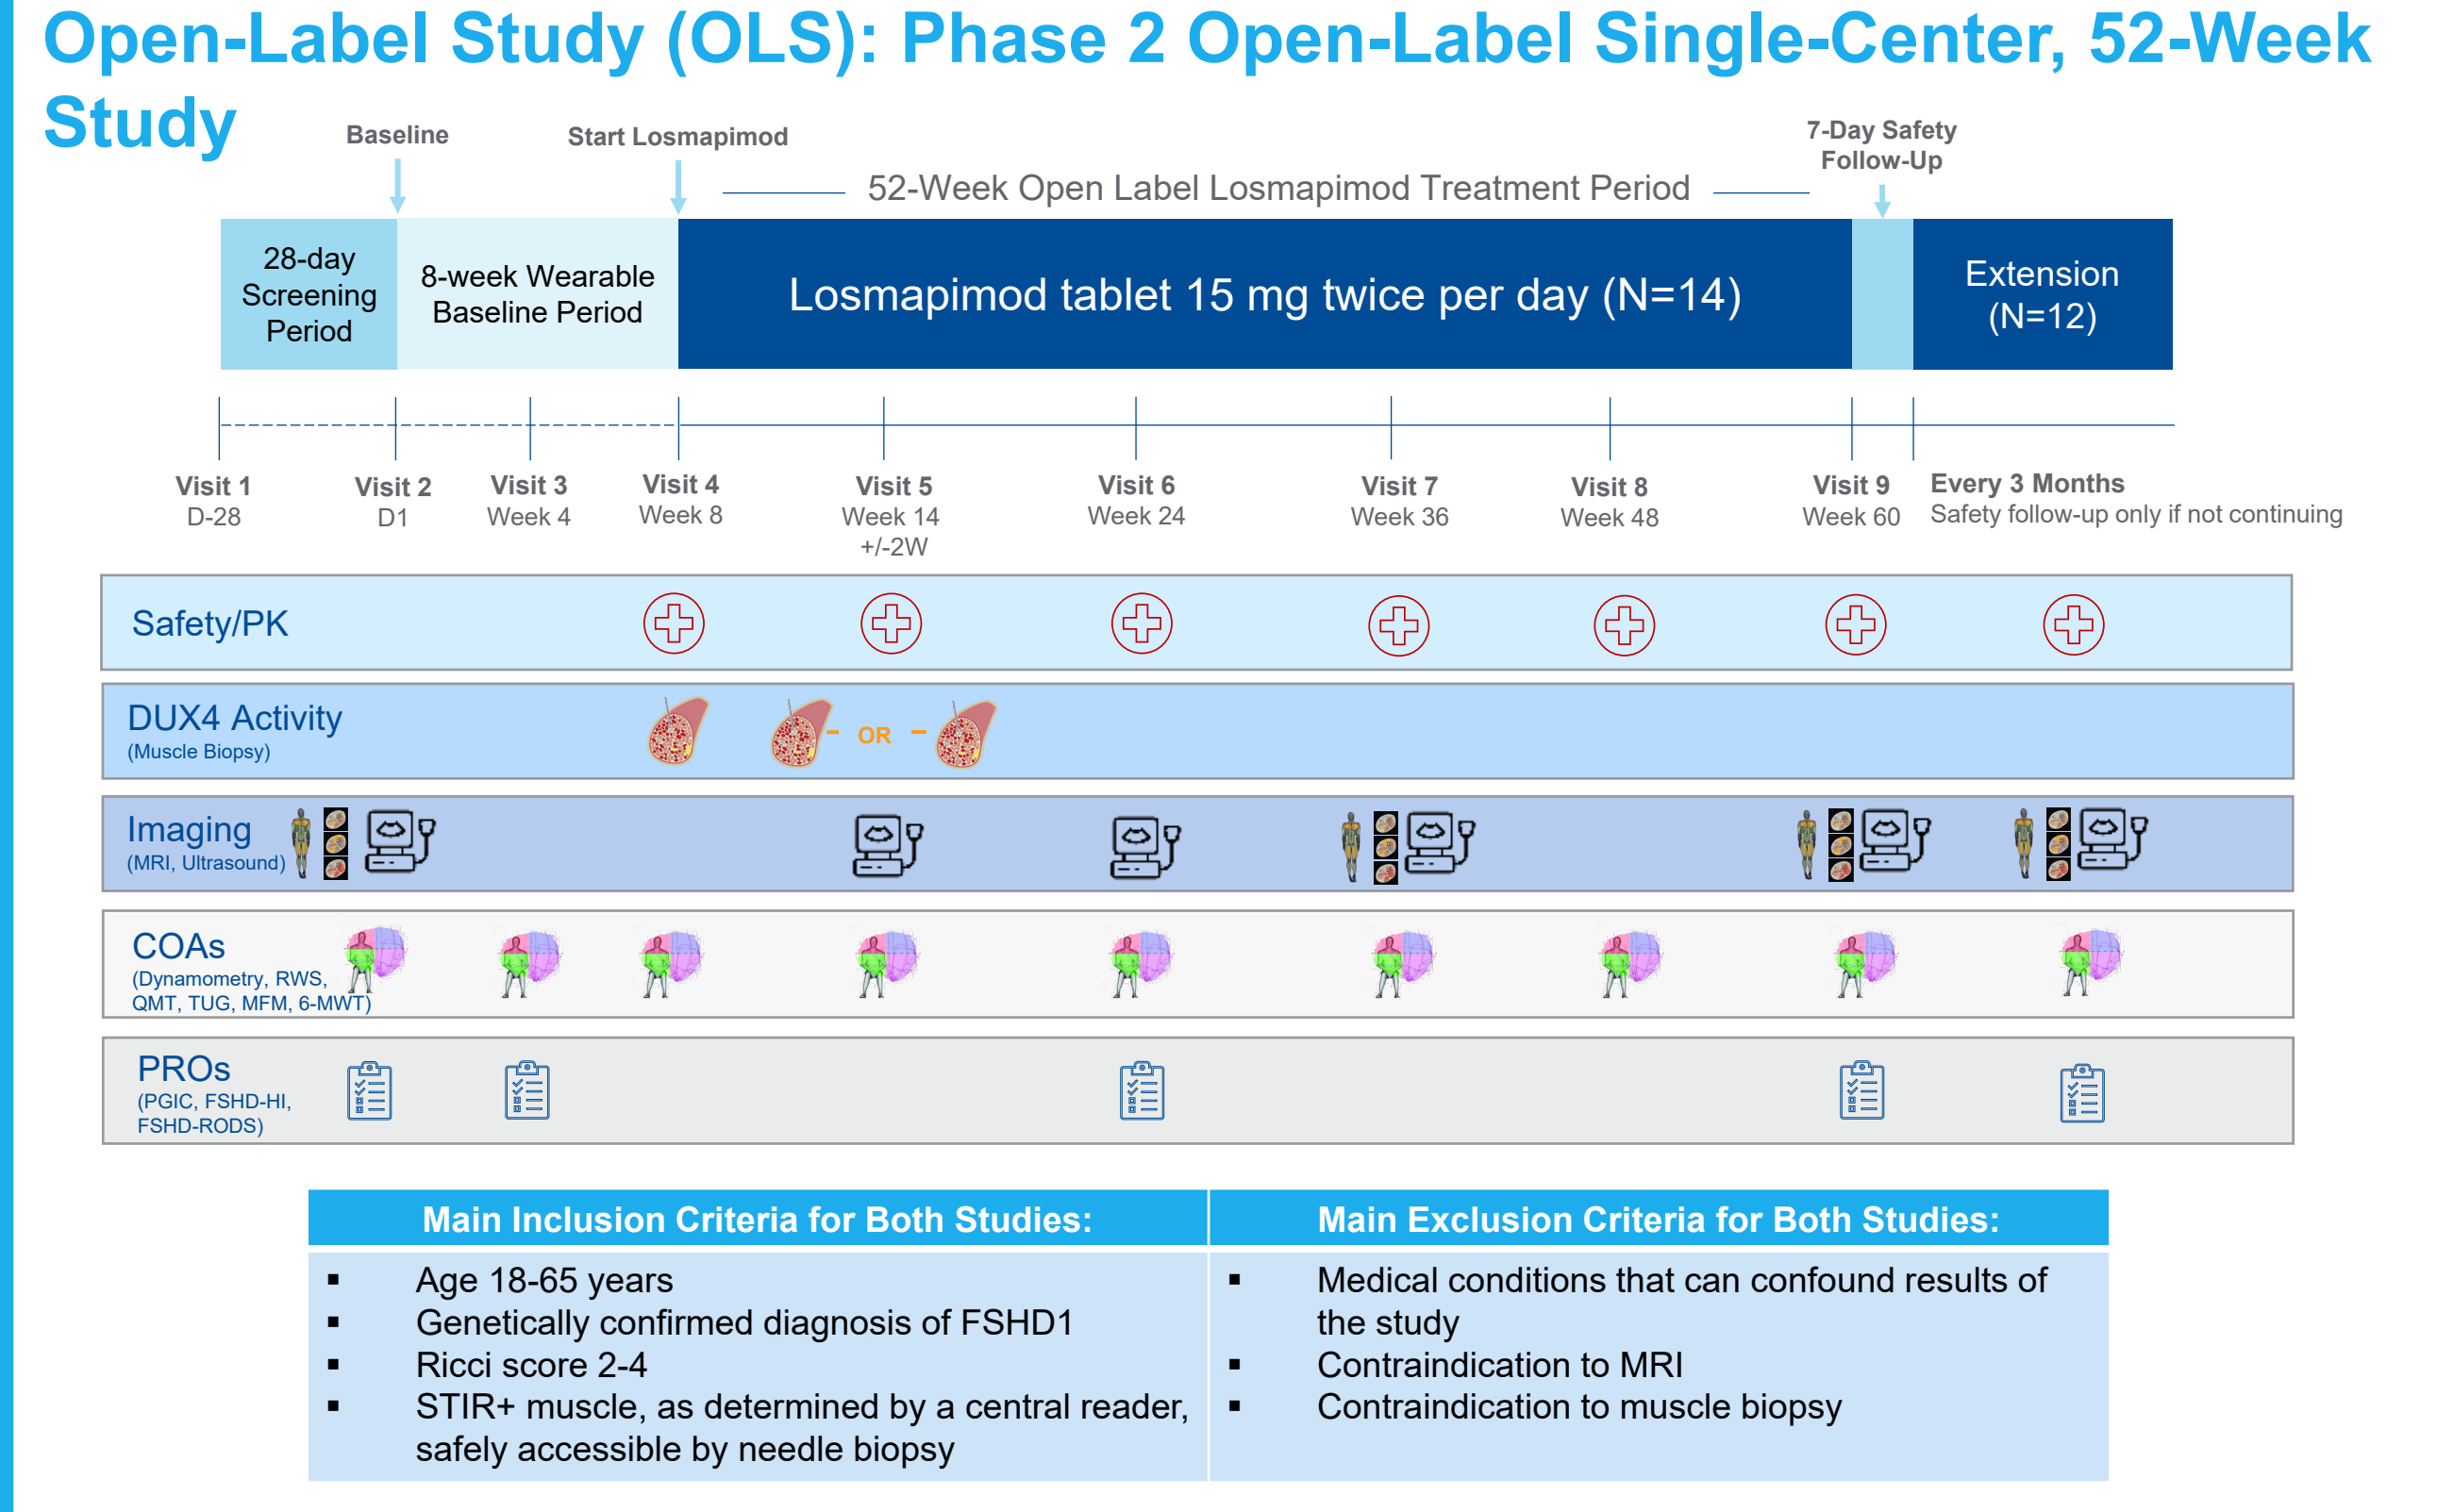 Open-Label Study (OLS): Phase 2 Open-Label Single-Center, 52-Week
Study
Baseline
Start Losmapimod
52-Week Open Label Losmapimod Treatment Period
7-Day Safety
Follow-Up
28-day
Screening
Period
8-week Wearable
Baseline Period
Losmapimod tablet 15 mg twice per day (N=14)
Extension
(N=12)
Visit 1
D-28
Visit 2
D1
Visit 3
Week 4
Visit 4
Week 8
Visit 5
Week 14
+/-2W
Visit 6
Week 24
Visit 7
Week 36
Visit 8
Week 48
Visit 9
Week 60
Every 3 Months
Safety follow-up only if not continuing
Safety/PK
DUX4 Activity
(Muscle Biopsy)
OR
Imaging
(MRI, Ultrasound)
COAs
(Dynamometry, RWS,
QMT, TUG, MFM, 6-MWT)
PROs
(PGIC, FSHD-HI,
FSHD-RODS)
Main Inclusion Criteria for Both Studies:
▪ Age 18-65 years
▪ Genetically confirmed diagnosis of FSHD1
▪ Ricci score 2-4
▪ STIR+ muscle, as determined by a central reader,
safely accessible by needle biopsy
Main Exclusion Criteria for Both Studies:
▪ Medical conditions that can confound results of
the study
▪ Contraindication to MRI
▪ Contraindication to muscle biopsy